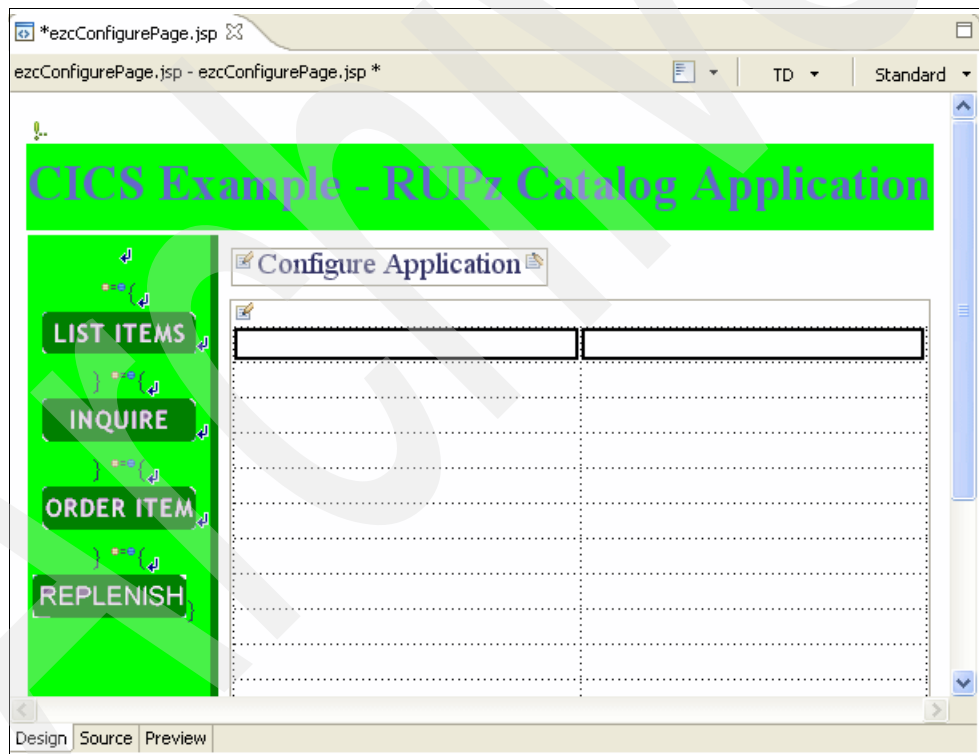 *ezcConfigurePage.jsp
ezcConfigurePage.jsp - ezcConfigurePage.jsp *
TD
Standard
CICS Example - RUPz Catalog Application
Configure Application
{
LIST ITEMS
} {
INQUIRE
} {
ORDER ITEM
} {
REPLENISH }
Design Source Preview